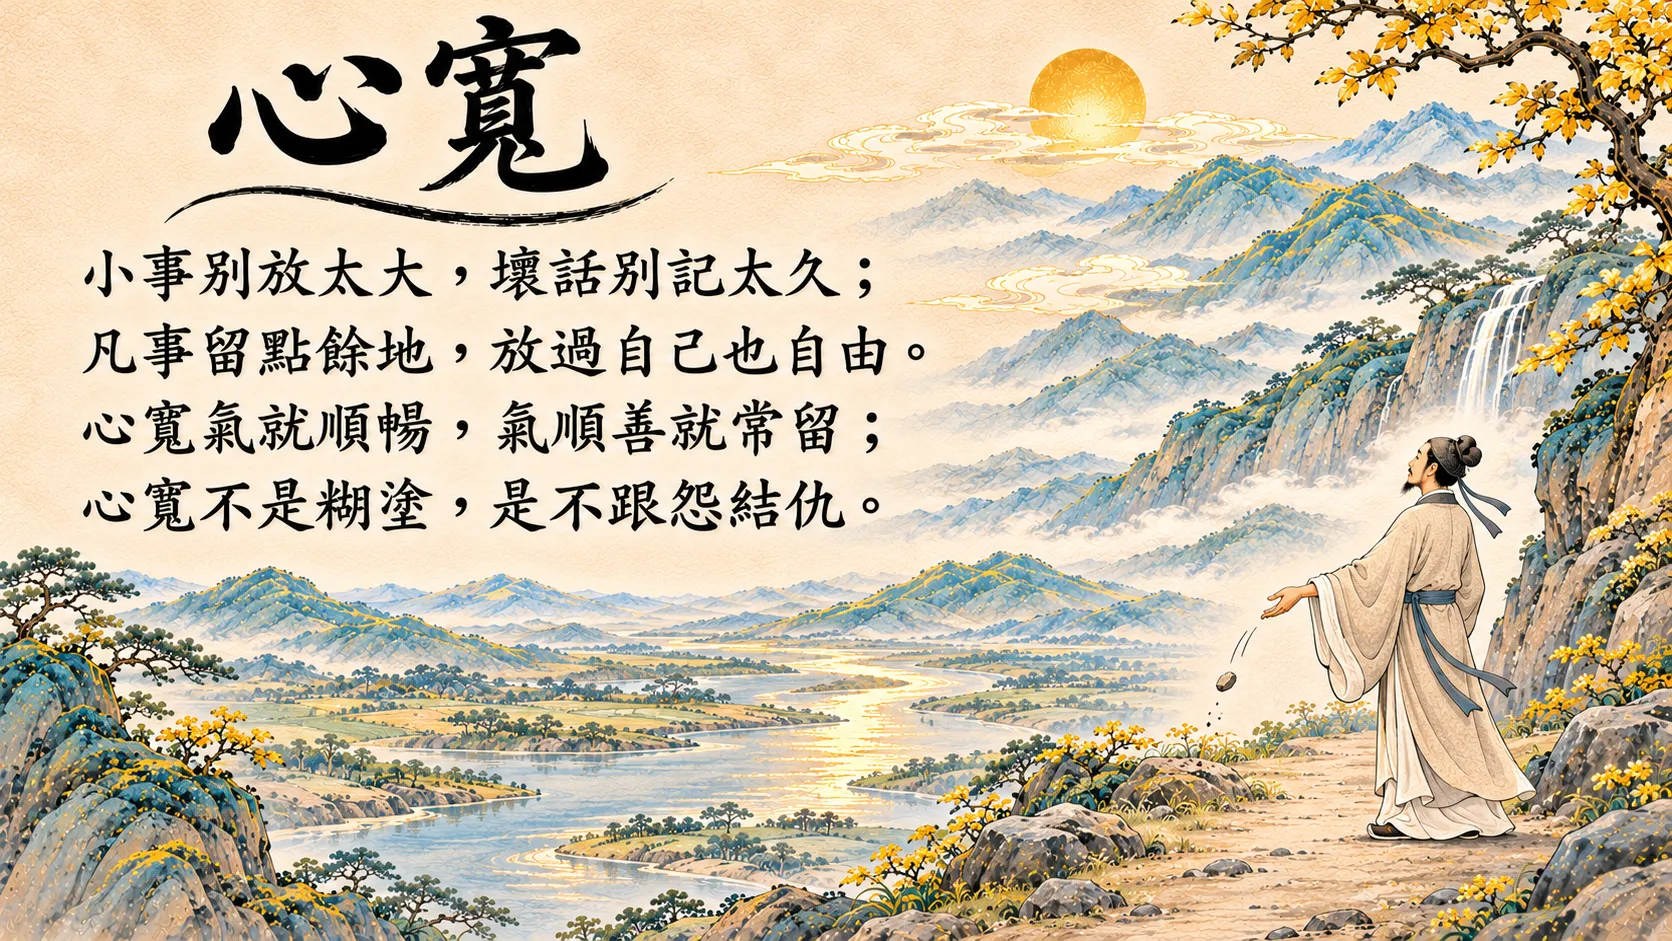 心寬
小事別放太大，壞話別記太久；
凡事留點餘地，放過自己也自由。
心寬氣就順暢，氣順善就常留；
心寬不是糊塗，是不跟怨結仇。